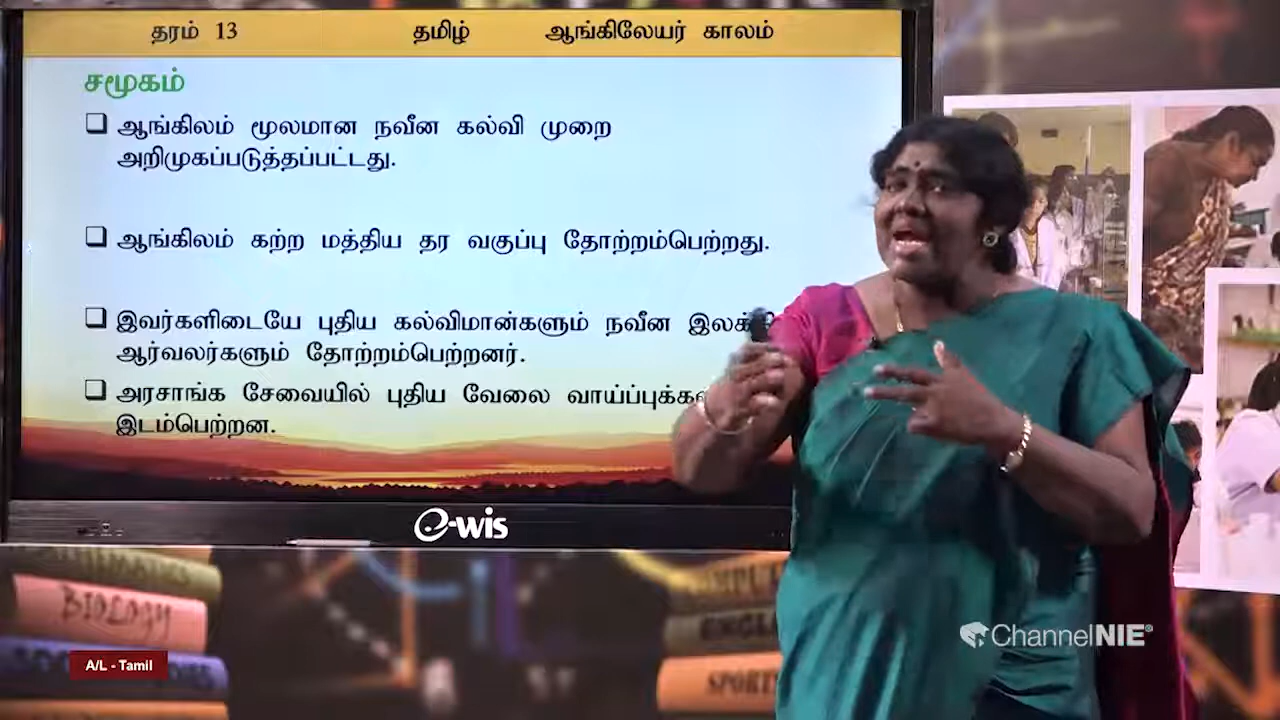 தரம் 13 தமிழ் ஆங்கிலேயர் காலம்
சமூகம்
ஆங்கிலம் மூலமான நவீன கல்வி முறை
அறிமுகப்படுத்தப்பட்டது.
ஆங்கிலம் கற்ற மத்திய தர வகுப்பு தோற்றம்பெற்றது.
இவர்களிடையே புதிய கல்விமான்களும் நவீன
ஆர்வலர்களும் தோற்றம்பெற்றனர்.
அரசாங்க சேவையில் புதிய வேலை
இடம்பெற்றன.
e-wis
BIOLOGY
SPORT
A/L - Tamil
ChannelNIE